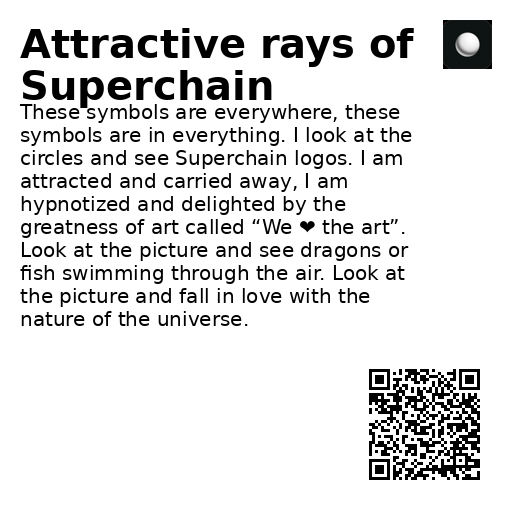 Attractive rays of
Superchain
These symbols are everywhere, these
symbols are in everything. I look at the
circles and see Superchain logos. I am
attracted and carried away, I am
hypnotized and delighted by the
greatness of art called “We ❤ the art”.
Look at the picture and see dragons or
fish swimming through the air. Look at
the picture and fall in love with the
nature of the universe.